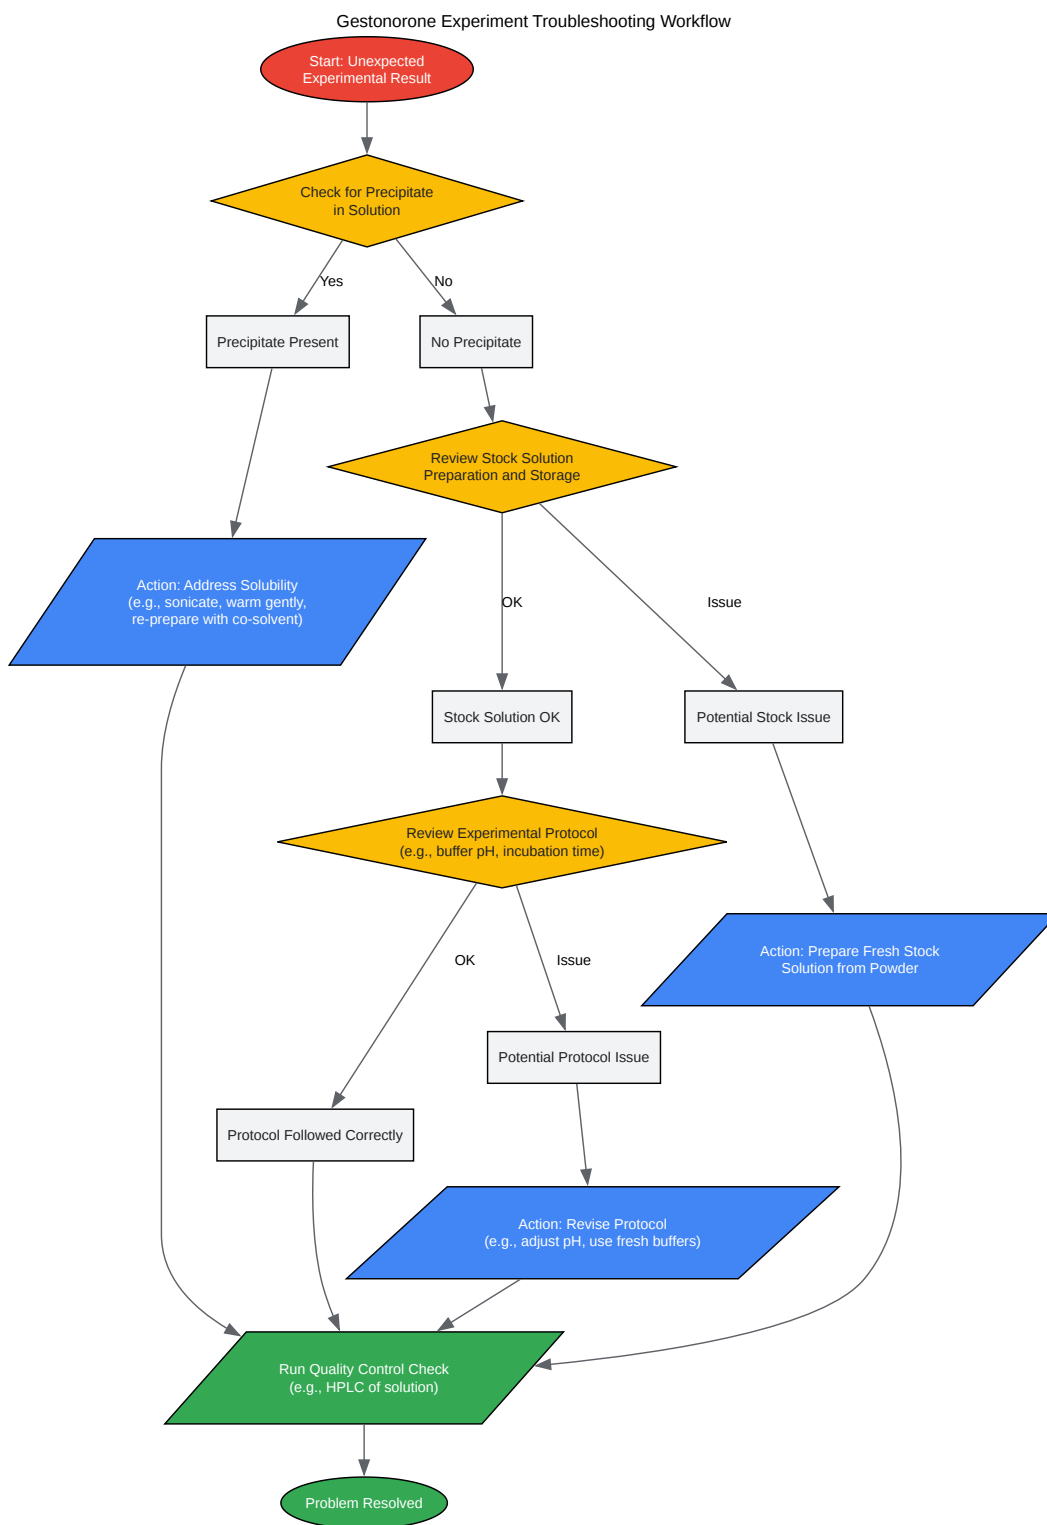 Gestonorone Experiment Troubleshooting Workflow
Start: Unexpected
Experimental Result
Check for Precipitate
in Solution
Yes
No
Precipitate Present
No Precipitate
Review Stock Solution
Preparation and Storage
Action: Address Solubility
(e.g., sonicate, warm gently,
re-prepare with co-solvent)
OK
Issue
Stock Solution OK
Potential Stock Issue
Review Experimental Protocol
(e.g., buffer pH, incubation time)
OK
Issue
Action: Prepare Fresh Stock
Solution from Powder
Potential Protocol Issue
Protocol Followed Correctly
Action: Revise Protocol
(e.g., adjust pH, use fresh buffers)
Run Quality Control Check
(e.g., HPLC of solution)
Problem Resolved